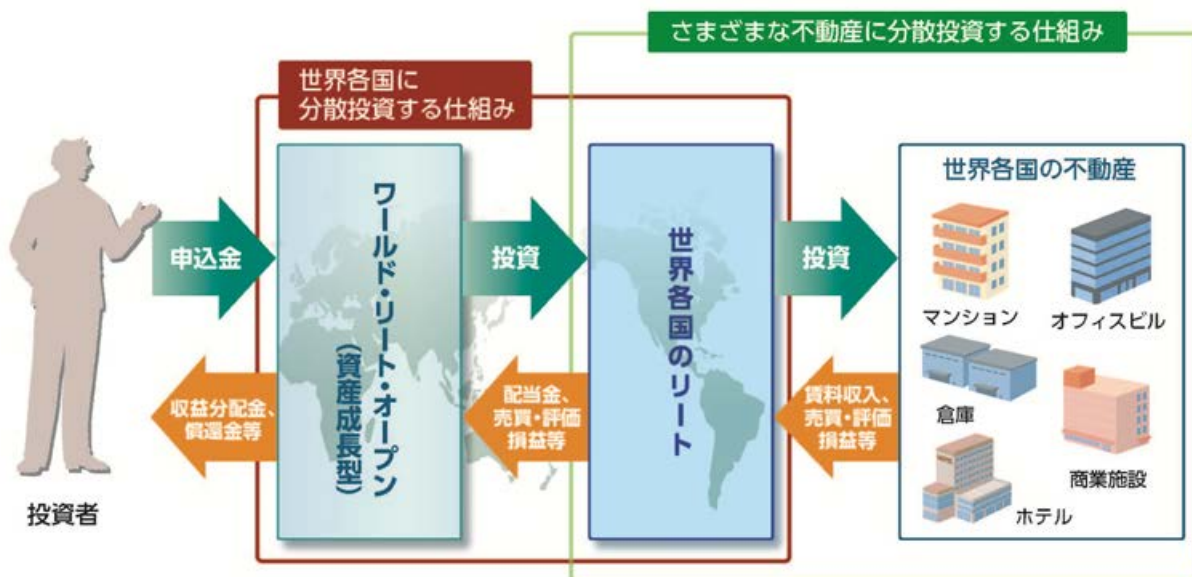 さまざまな不動産に分散投資する仕組み
世界各国に
分散投資する仕組み
投資者
申込金
収益分配金、
償還金等
ワールド・リート・オープン
(資産成長型)
投資
配当金、
売買・評価
損益等
世界各国のリート
投資
賃料収入、
売買・評価
損益等
世界各国の不動産
マンション
オフィスビル
倉庫
商業施設
ホテル